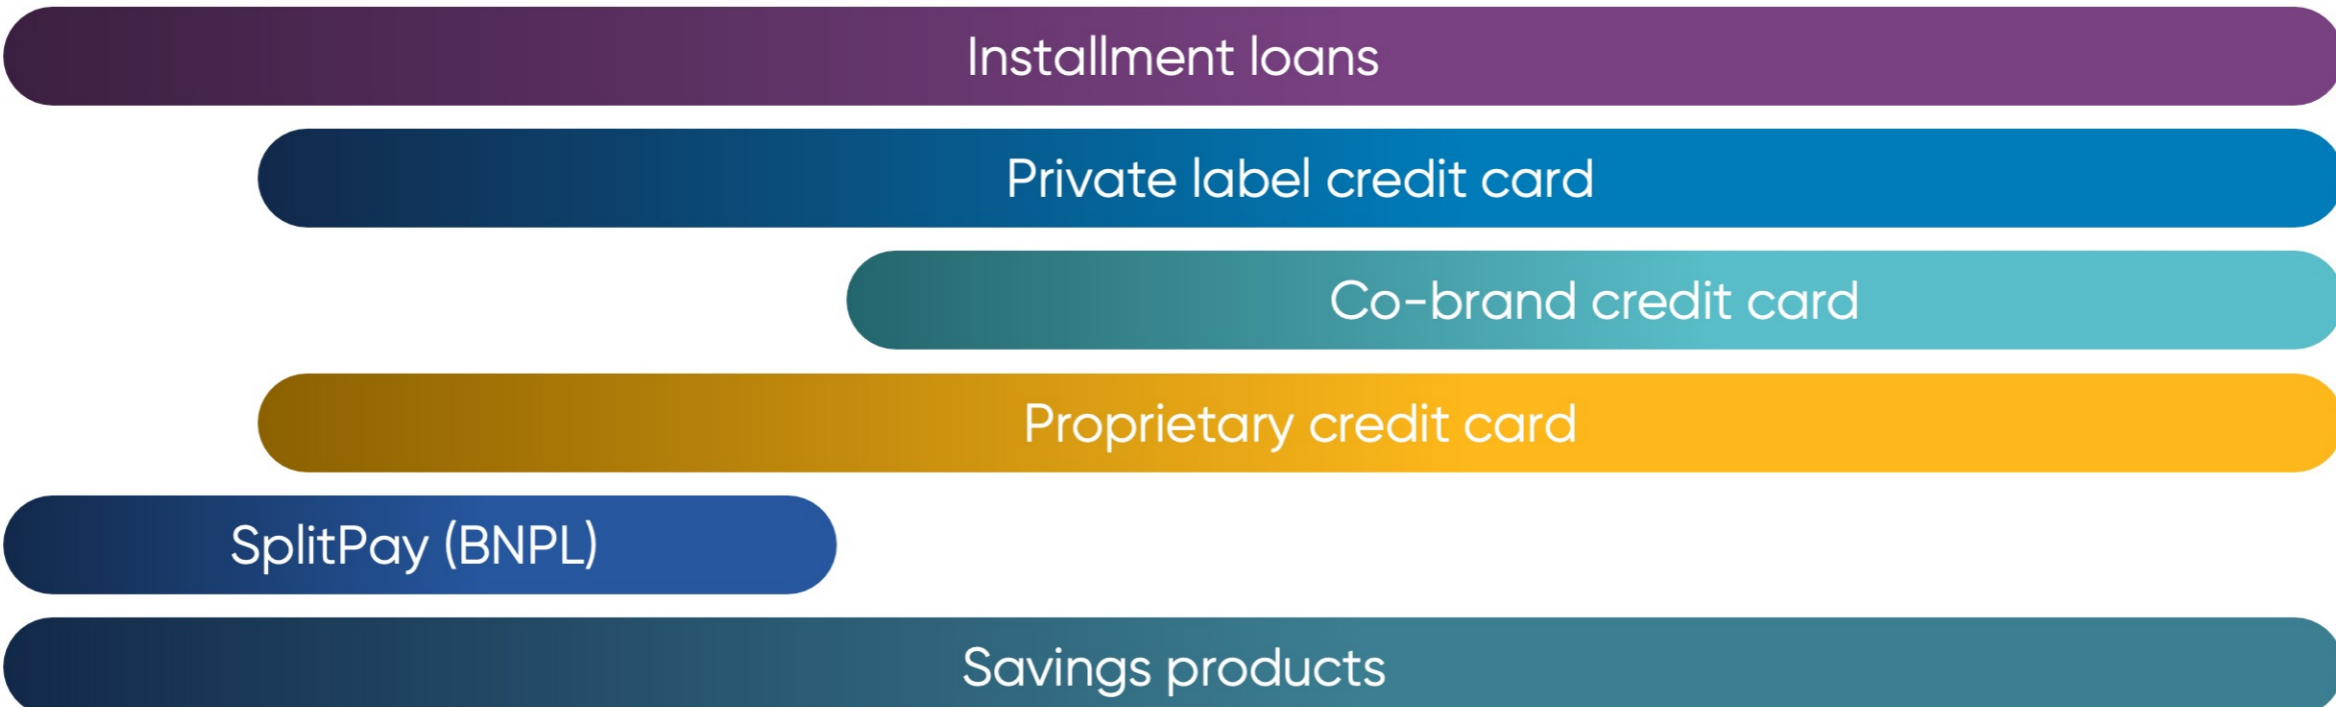 Installment loans
Private label credit card
Co-brand credit card
Proprietary credit card
SplitPay (BNPL)
Savings products